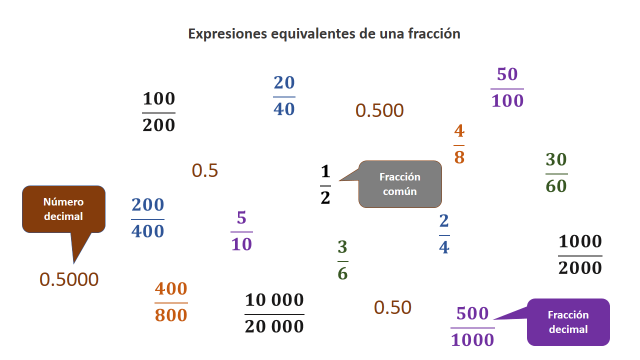 Expresiones equivalentes de una fracción
50/100
20/40
100/200
0.500
4/8
30/60
0.5
1/2
Fracción
común
Número
decimal
200/400
5/10
2/4
3/6
1000/2000
0.5000
400/800
10 000/20 000
0.50
500/1000
Fracción
decimal